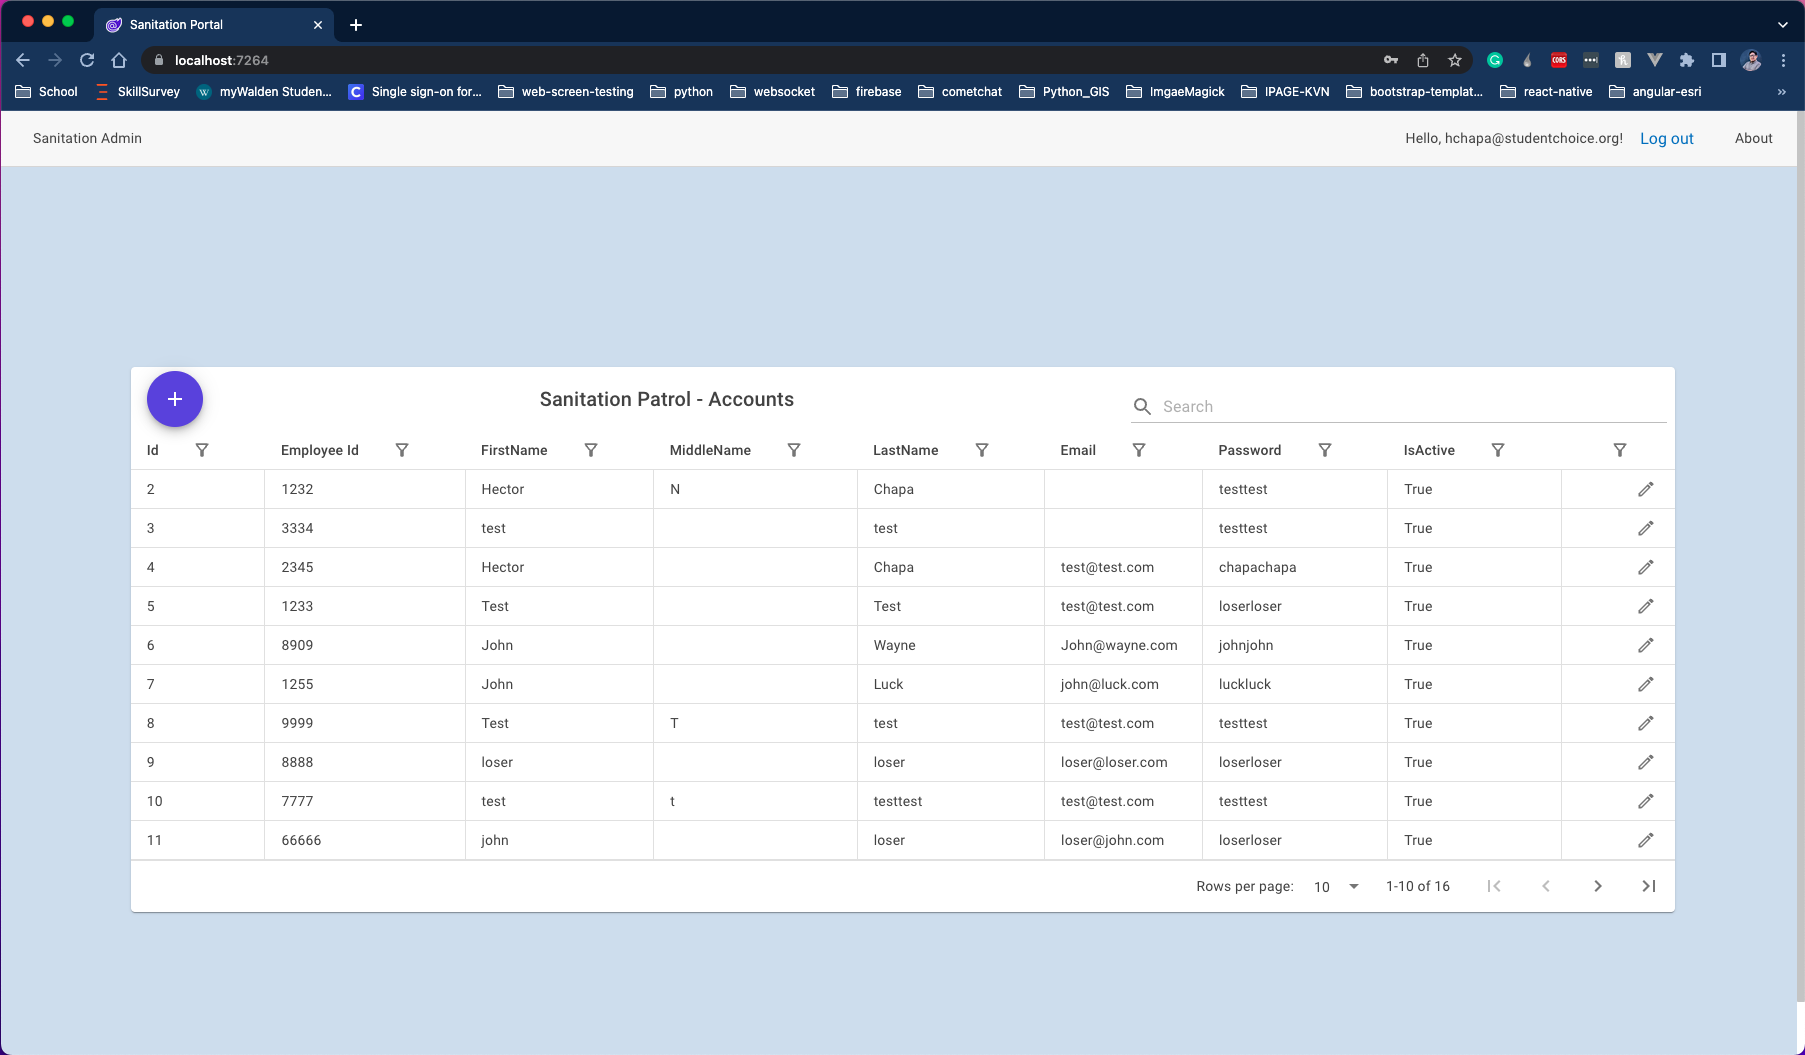 Sanitation Portal
localhost:7264
CORS
School SkillSurvey myWalden Studen... Single sign-on for... web-screen-testing python websocket firebase cometchat Python_GIS ImgaeMagick IPAGE-KVN bootstrap-templat... react-native angular-esri »
Sanitation Admin Hello, hchapa@studentchoice.org! Log out About
Sanitation Patrol - Accounts Search
Id Employee Id FirstName MiddleName LastName Email Password IsActive
2 1232 Hector N Chapa testtest True
3 3334 test test testtest True
4 2345 Hector Chapa test@test.com chapachapa True
5 1233 Test Test test@test.com loserloser True
6 8909 John Wayne John@wayne.com johnjohn True
7 1255 John Luck john@luck.com luckluck True
8 9999 Test T test test@test.com testtest True
9 8888 loser loser loser@loser.com loserloser True
10 7777 test t testtest test@test.com testtest True
11 66666 john loser loser@john.com loserloser True
Rows per page: 10 1-10 of 16